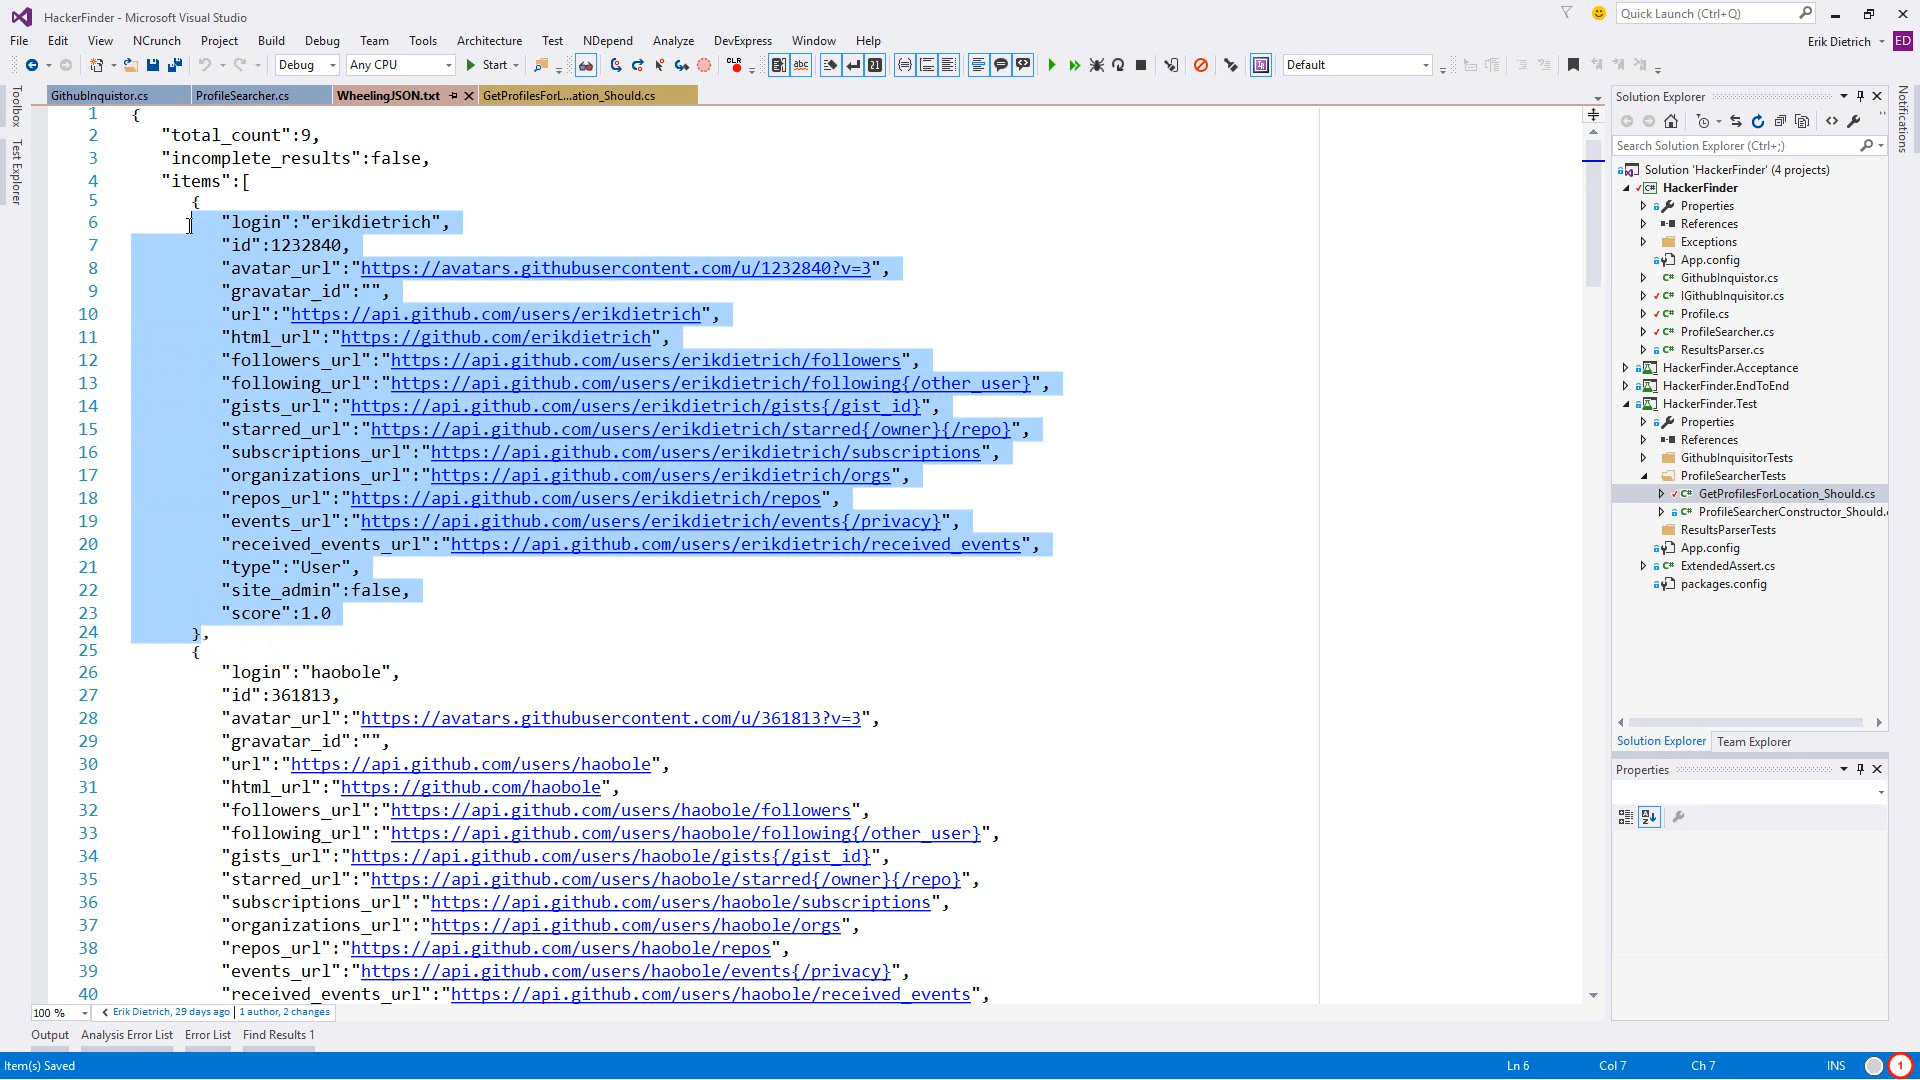 HackerFinder - Microsoft Visual Studio
Quick Launch (Ctrl+Q)
File Edit View NCrunch Project Build Debug Team Tools Architecture Test NDepend Analyze DevExpress Window Help
Erik Dietrich ED
Debug Any CPU Start Default
Toolbox
Test Explorer
GithubInquistor.cs ProfileSearcher.cs WheelingJSON.txt GetProfilesForL...ation_Should.cs
1 {
2 "total_count":9,
3 "incomplete_results":false,
4 "items":[
5 {
6 "login":"erikdietrich",
7 "id":1232840,
8 "avatar_url":"https://avatars.githubusercontent.com/u/1232840?v=3",
9 "gravatar_id":"",
10 "url":"https://api.github.com/users/erikdietrich",
11 "html_url":"https://github.com/erikdietrich",
12 "followers_url":"https://api.github.com/users/erikdietrich/followers",
13 "following_url":"https://api.github.com/users/erikdietrich/following{/other_user}",
14 "gists_url":"https://api.github.com/users/erikdietrich/gists{/gist_id}",
15 "starred_url":"https://api.github.com/users/erikdietrich/starred{/owner}{/repo}",
16 "subscriptions_url":"https://api.github.com/users/erikdietrich/subscriptions",
17 "organizations_url":"https://api.github.com/users/erikdietrich/orgs",
18 "repos_url":"https://api.github.com/users/erikdietrich/repos",
19 "events_url":"https://api.github.com/users/erikdietrich/events{/privacy}",
20 "received_events_url":"https://api.github.com/users/erikdietrich/received_events",
21 "type":"User",
22 "site_admin":false,
23 "score":1.0
24 },
25 {
26 "login":"haobole",
27 "id":361813,
28 "avatar_url":"https://avatars.githubusercontent.com/u/361813?v=3",
29 "gravatar_id":"",
30 "url":"https://api.github.com/users/haobole",
31 "html_url":"https://github.com/haobole",
32 "followers_url":"https://api.github.com/users/haobole/followers",
33 "following_url":"https://api.github.com/users/haobole/following{/other_user}",
34 "gists_url":"https://api.github.com/users/haobole/gists{/gist_id}",
35 "starred_url":"https://api.github.com/users/haobole/starred{/owner}{/repo}",
36 "subscriptions_url":"https://api.github.com/users/haobole/subscriptions",
37 "organizations_url":"https://api.github.com/users/haobole/orgs",
38 "repos_url":"https://api.github.com/users/haobole/repos",
39 "events_url":"https://api.github.com/users/haobole/events{/privacy}",
40 "received_events_url":"https://api.github.com/users/haobole/received_events",
100 % Erik Dietrich, 29 days ago | 1 author, 2 changes
Output Analysis Error List Error List Find Results 1
Solution Explorer
Search Solution Explorer (Ctrl+;)
Solution 'HackerFinder' (4 projects)
HackerFinder
Properties
References
Exceptions
App.config
GithubInquistor.cs
IGithubInquisitor.cs
Profile.cs
ProfileSearcher.cs
ResultsParser.cs
HackerFinder.Acceptance
HackerFinder.EndToEnd
HackerFinder.Test
Properties
References
GithubInquisitorTests
ProfileSearcherTests
GetProfilesForLocation_Should.cs
ProfileSearcherConstructor_Should.
ResultsParserTests
App.config
ExtendedAssert.cs
packages.config
Solution Explorer Team Explorer
Properties
Notifications
Item(s) Saved Ln 6 Col 7 Ch 7 INS 1